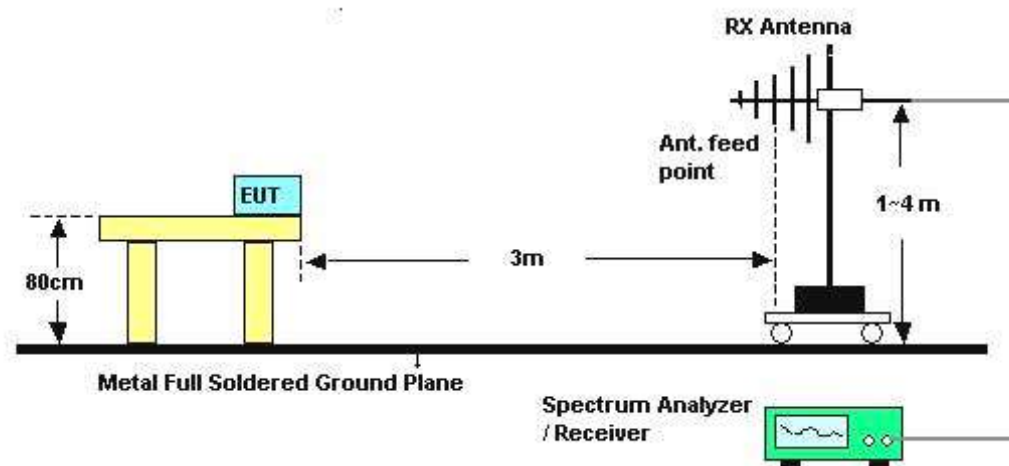 RX Antenna
Ant. feed
point
EUT
1~4 m
3m
80cm
Metal Full Soldered Ground Plane
Spectrum Analyzer
/ Receiver